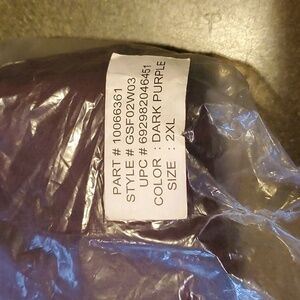 PART # 10066361
STYLE # GSF02W03
UPC # 692982046451
COLOR : DARK PURPLE
SIZE : 2XL